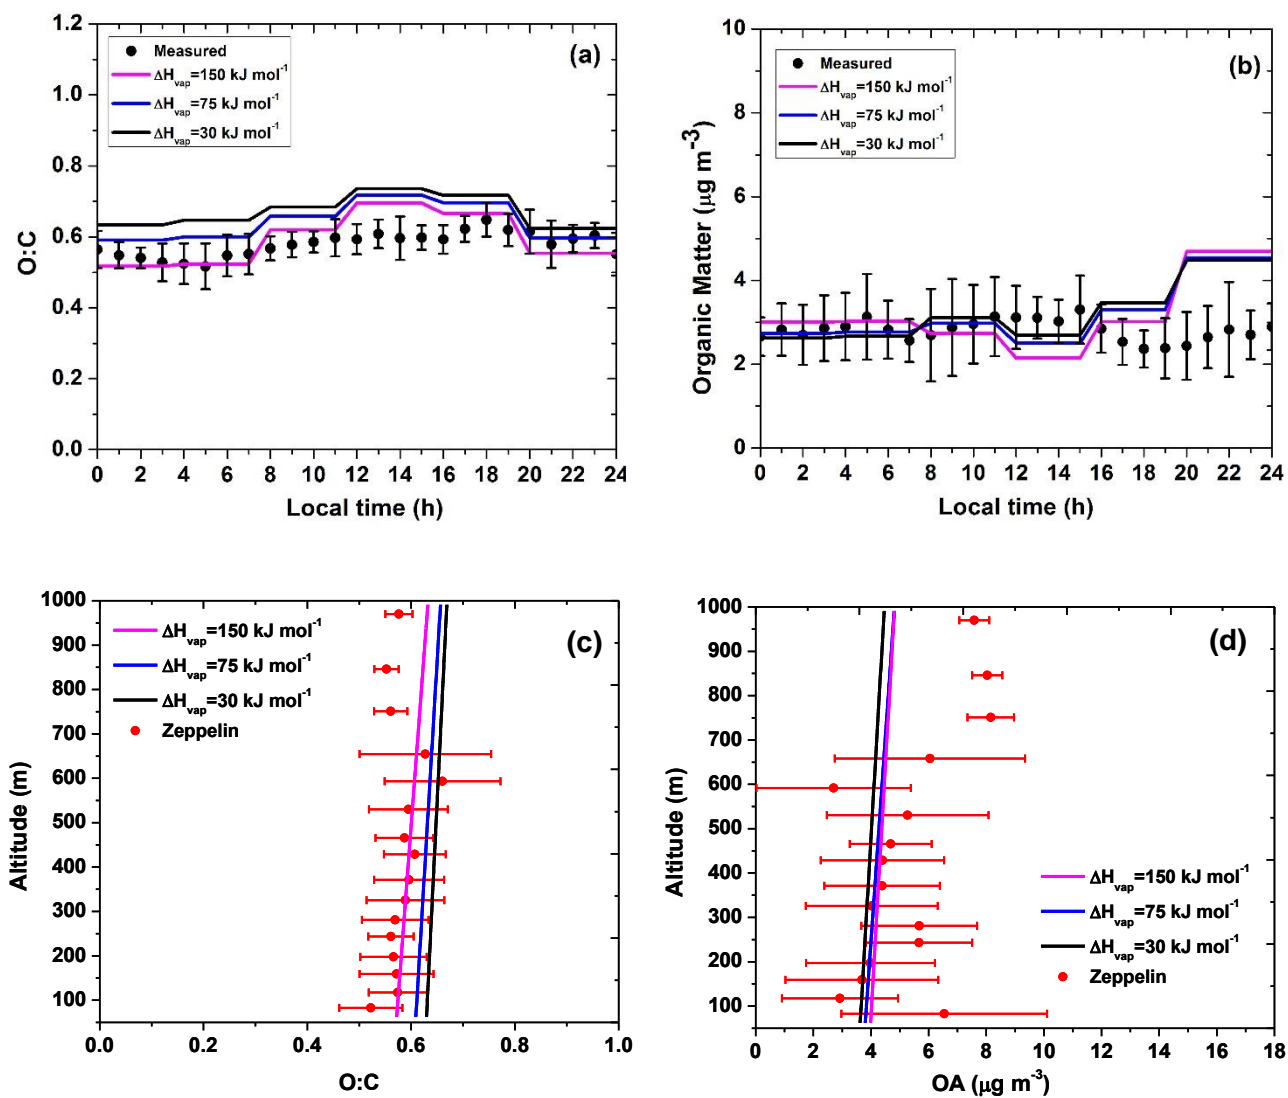 (a)
Measured
ΔHvap=150 kJ mol-1
ΔHvap=75 kJ mol-1
ΔHvap=30 kJ mol-1
1.2
1.0
0.8
0.6
0.4
0.2
0.0
O:C
0 2 4 6 8 10 12 14 16 18 20 22 24
Local time (h)
(b)
Measured
ΔHvap=150 kJ mol-1
ΔHvap=75 kJ mol-1
ΔHvap=30 kJ mol-1
10
8
6
4
2
0
Organic Matter (μg m-3)
0 2 4 6 8 10 12 14 16 18 20 22 24
Local time (h)
(c)
ΔHvap=150 kJ mol-1
ΔHvap=75 kJ mol-1
ΔHvap=30 kJ mol-1
Zeppelin
1000
900
800
700
600
500
400
300
200
100
Altitude (m)
0.0 0.2 0.4 0.6 0.8 1.0
O:C
(d)
1000
900
800
700
600
500
400
300
200
100
Altitude (m)
ΔHvap=150 kJ mol-1
ΔHvap=75 kJ mol-1
ΔHvap=30 kJ mol-1
Zeppelin
0 2 4 6 8 10 12 14 16 18
OA (μg m-3)